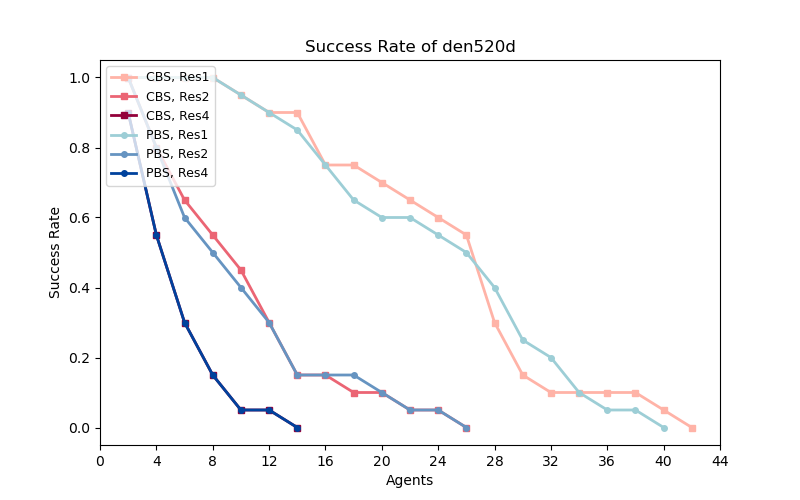 Success Rate of den520d
CBS, Res1
CBS, Res2
CBS, Res4
PBS, Res1
PBS, Res2
PBS, Res4
1.0
0.8
0.6
0.4
0.2
0.0
Success Rate
0 4 8 12 16 20 24 28 32 36 40 44
Agents